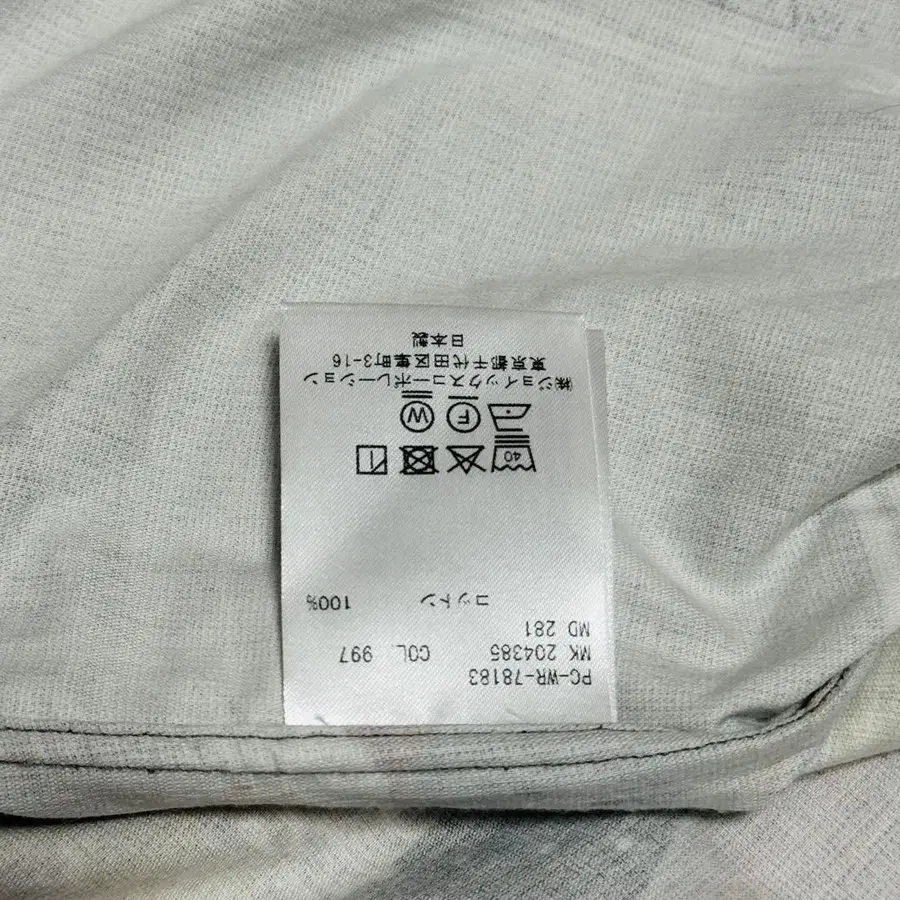 PC-WR-78183
MK 204385 COL. 997
MD 281
コットン 100%
40
F W
㈱ジョイックスコーポレーション
東京都千代田区隼町3-16
日本製